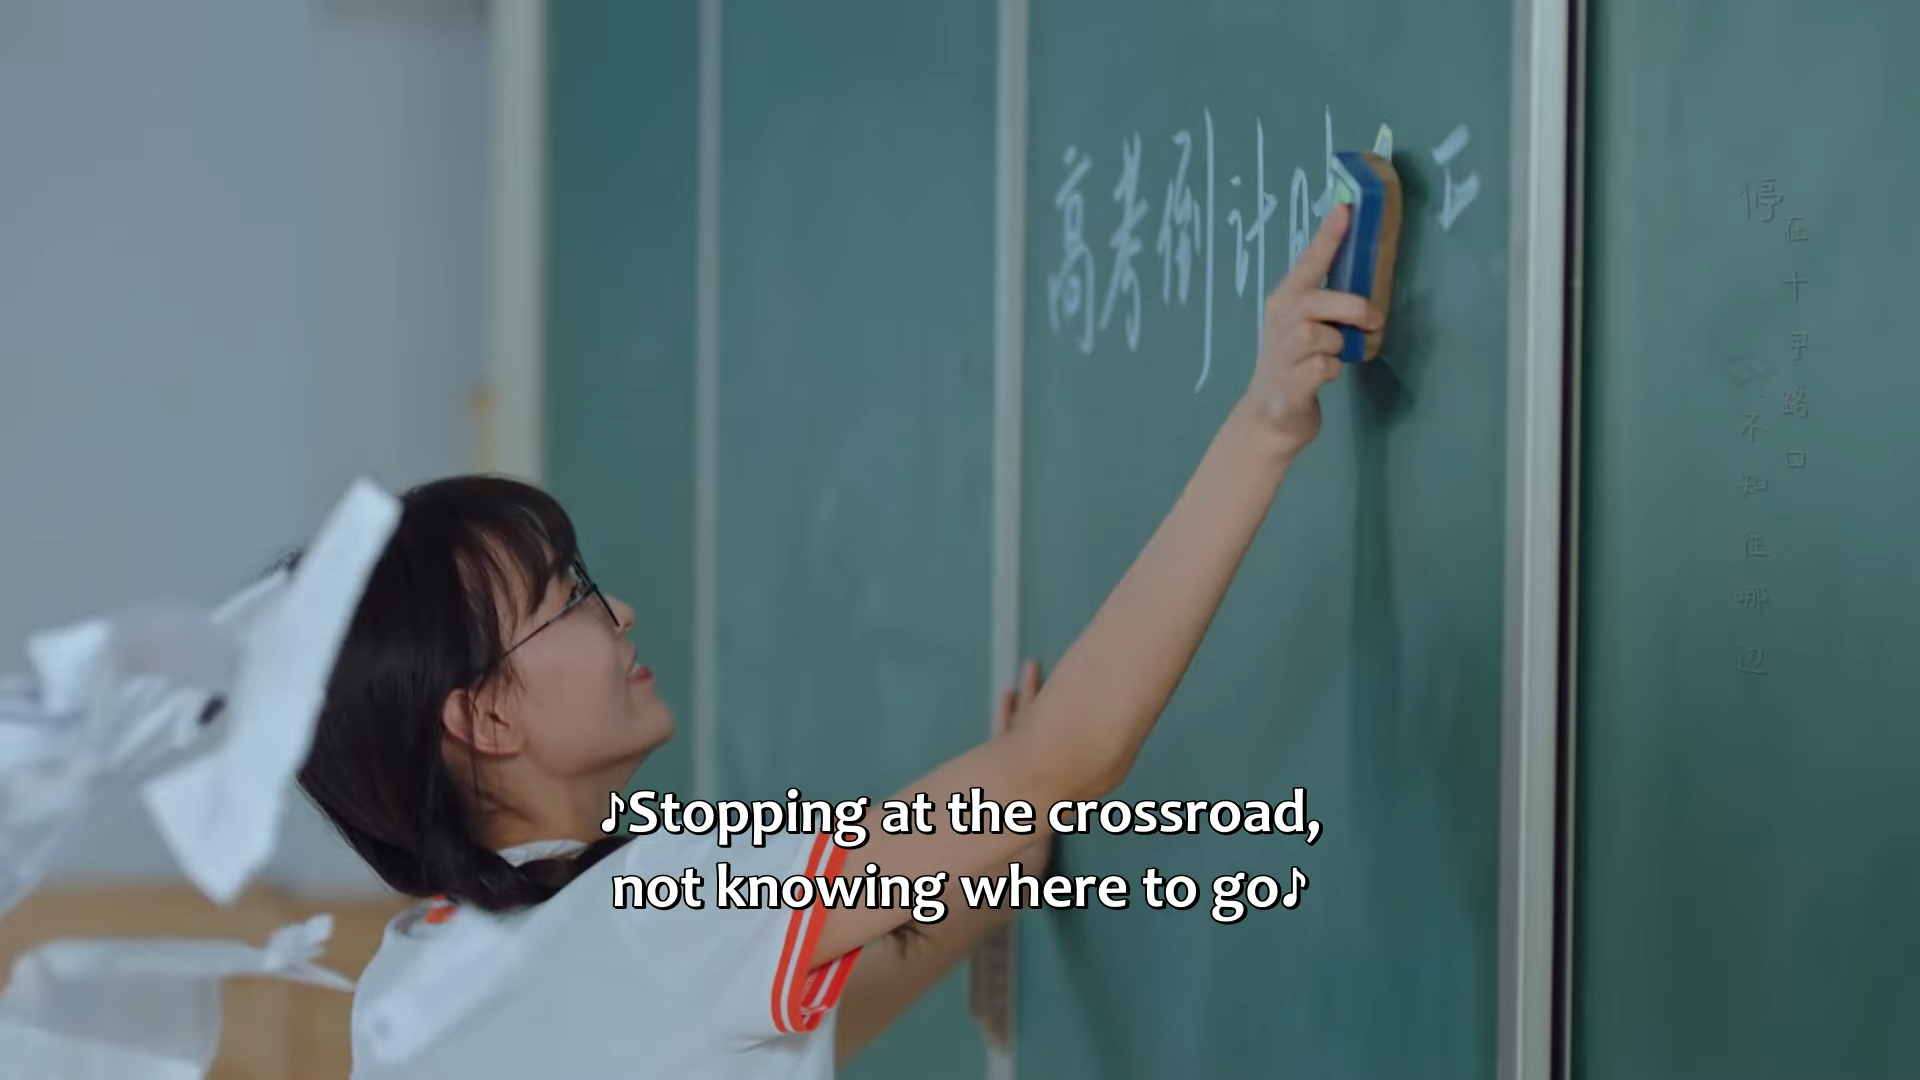 高考倒计时
停在十字路口
不知往哪边
♪Stopping at the crossroad,
not knowing where to go♪